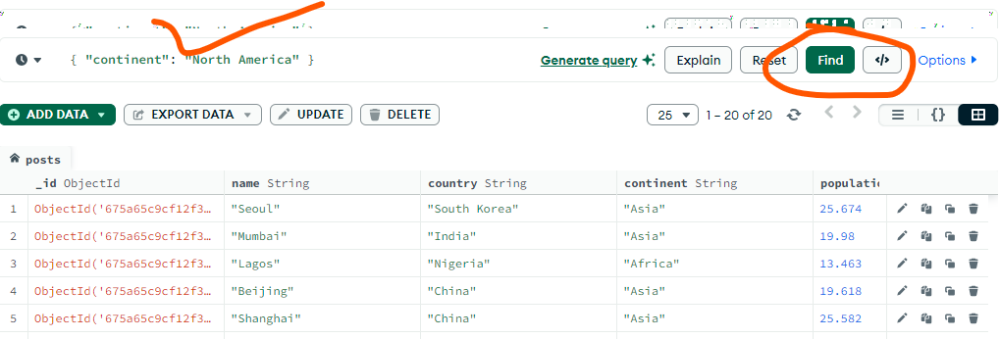 { "continent": "North America" } Generate query Explain Reset Find </> Options
ADD DATA EXPORT DATA UPDATE DELETE 25 1 – 20 of 20 {}
posts
_id ObjectId name String country String continent String populatio
1 ObjectId('675a65c9cf12f3… "Seoul" "South Korea" "Asia" 25.674
2 ObjectId('675a65c9cf12f3… "Mumbai" "India" "Asia" 19.98
3 ObjectId('675a65c9cf12f3… "Lagos" "Nigeria" "Africa" 13.463
4 ObjectId('675a65c9cf12f3… "Beijing" "China" "Asia" 19.618
5 ObjectId('675a65c9cf12f3… "Shanghai" "China" "Asia" 25.582